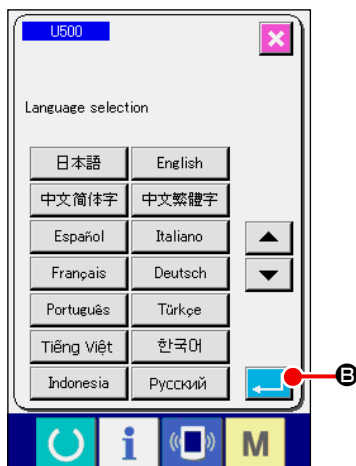 U500
Language selection
日本語 English
中文简体字 中文繁體字
Español Italiano
Français Deutsch
Português Türkçe
Tiếng Việt 한국어
Indonesia Русский
B
i M